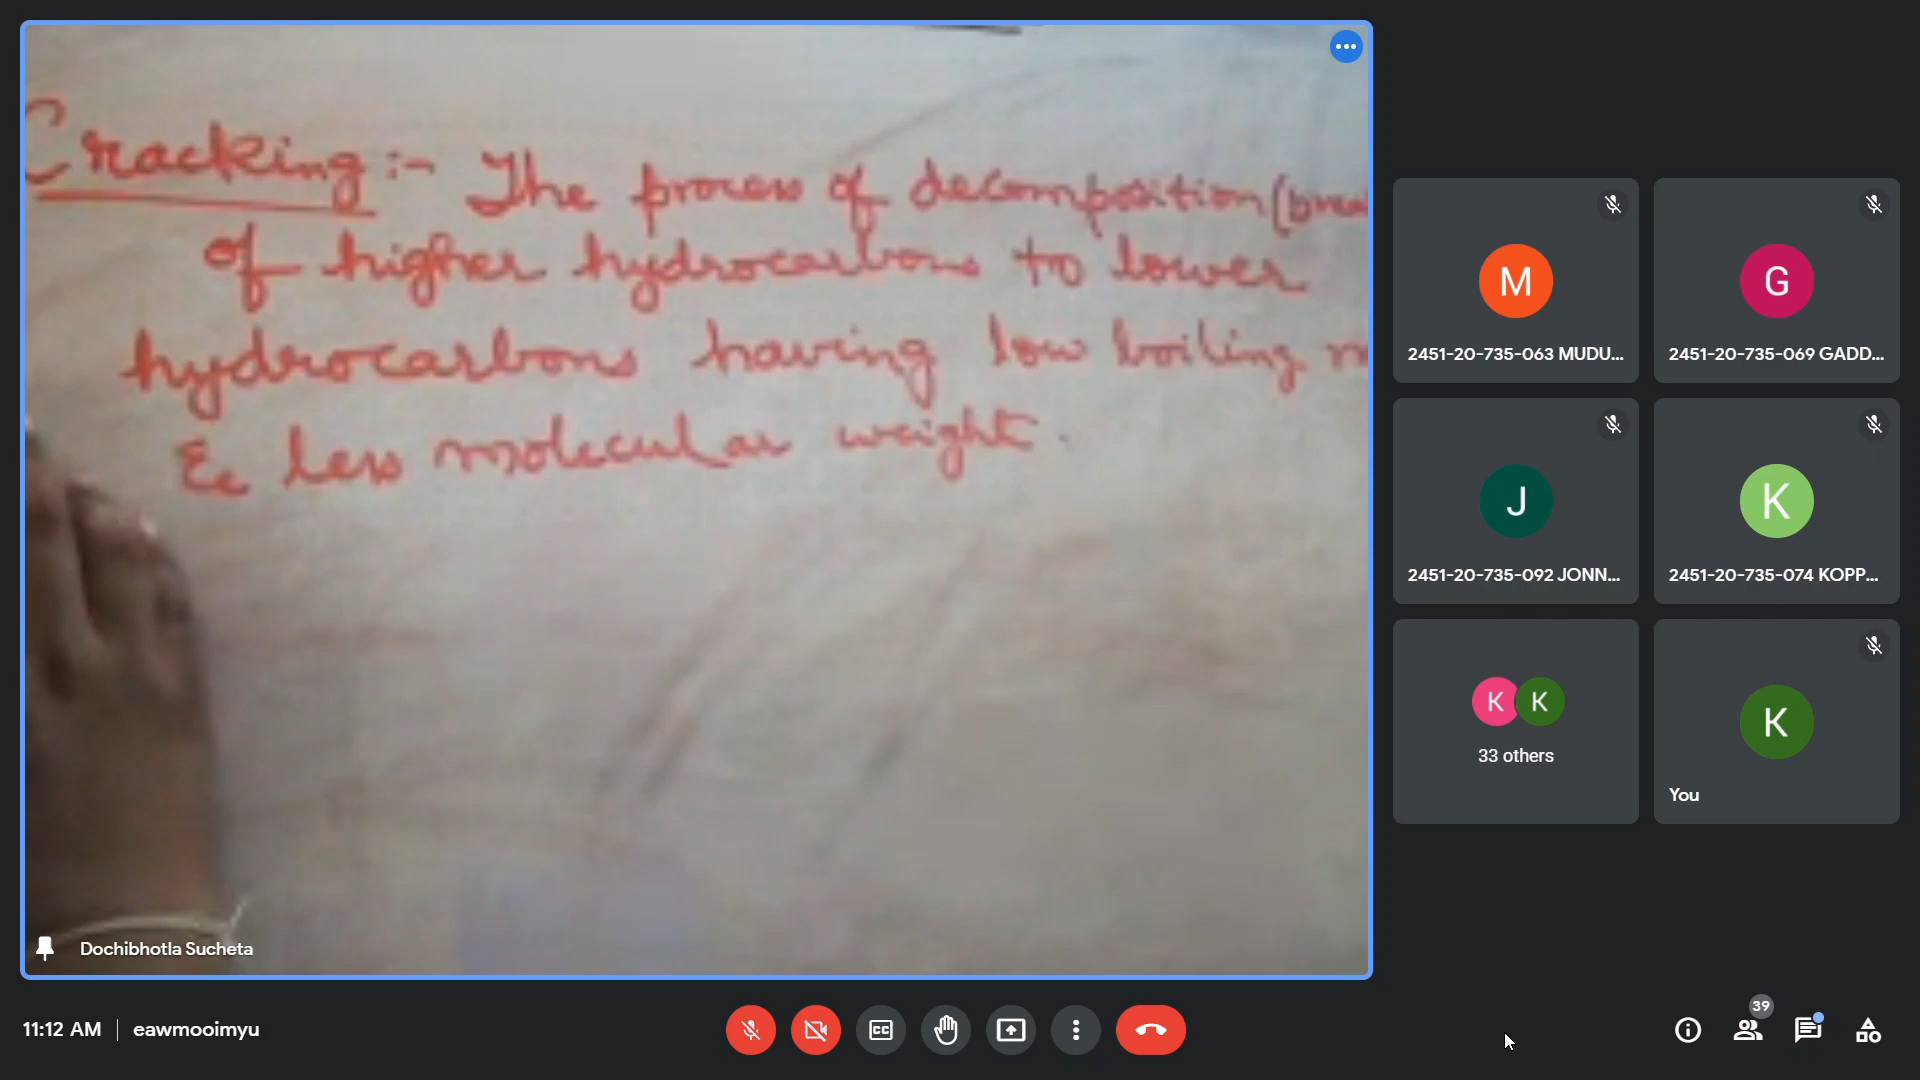 Cracking :- The process of decomposition (brea
of higher hydrocarbons to lower
hydrocarbons having low boiling
& less molecular weight.
Dochibhotla Sucheta
M
2451-20-735-063 MUDU...
G
2451-20-735-069 GADD...
J
2451-20-735-092 JONN...
K
2451-20-735-074 KOPP...
K K
33 others
K
You
11:12 AM | eawmooimyu
CC
39